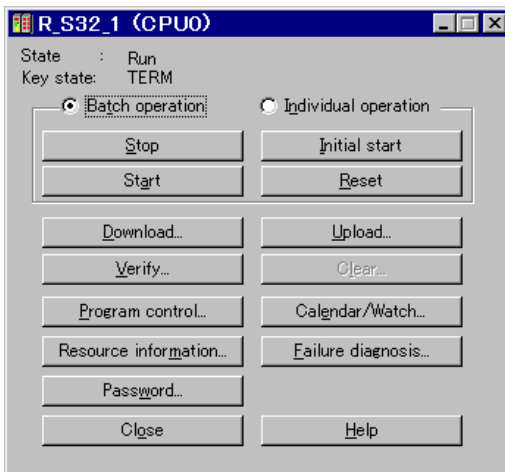 R_S32_1 (CPU0)
State : Run
Key state: TERM
Batch operation Individual operation
Stop Initial start
Start Reset
Download... Upload...
Verify... Clear...
Program control... Calendar/Watch...
Resource information... Failure diagnosis...
Password...
Close Help